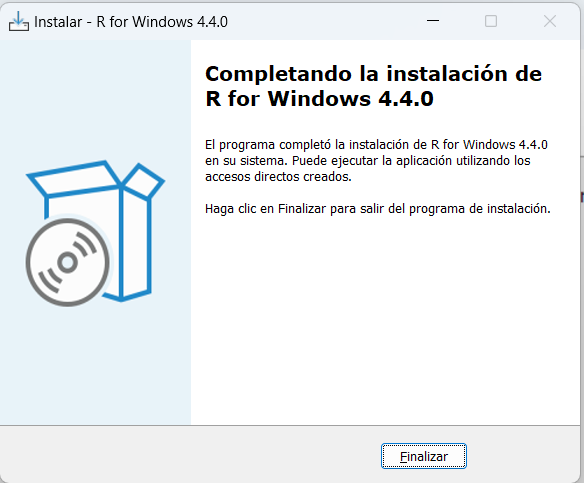 Instalar - R for Windows 4.4.0
Completando la instalación de
R for Windows 4.4.0
El programa completó la instalación de R for Windows 4.4.0
en su sistema. Puede ejecutar la aplicación utilizando los
accesos directos creados.
Haga clic en Finalizar para salir del programa de instalación.
Finalizar